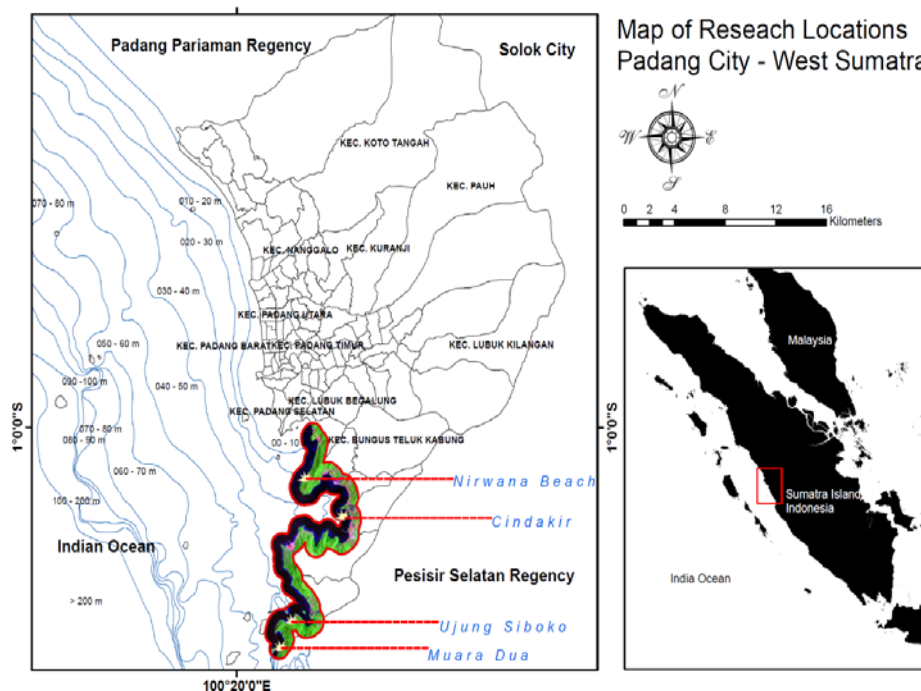 Padang Pariaman Regency
Solok City
KEC. KOTO TANGAH
KEC. PAUH
070 - 80 m
010 - 20 m
020 - 30 m
KEC. NANGGALO
KEC. KURANJI
030 - 40 m
KEC. PADANG UTARA
050 - 60 m
KEC. PADANG BARAT
KEC. PADANG TIMUR
KEC. LUBUK KILANGAN
090 -100 m
040 - 50 m
KEC. LUBUK BEGALUNG
KEC. PADANG SELATAN
070 - 80 m
080 - 90 m
00 - 10
KEC. BUNGUS TELUK KABUNG
060 - 70 m
Nirwana Beach
100 - 200 m
Cindakir
Indian Ocean
Pesisir Selatan Regency
> 200 m
Ujung Siboko
Muara Dua
100°20'0"E
1°0'0"S
1°0'0"S
100°20'0"E
Map of Reseach Locations
Padang City - West Sumatra
N
W
E
S
0 2 4 8 12 16
Kilometers
Malaysia
Sumatra Island,
Indonesia
India Ocean